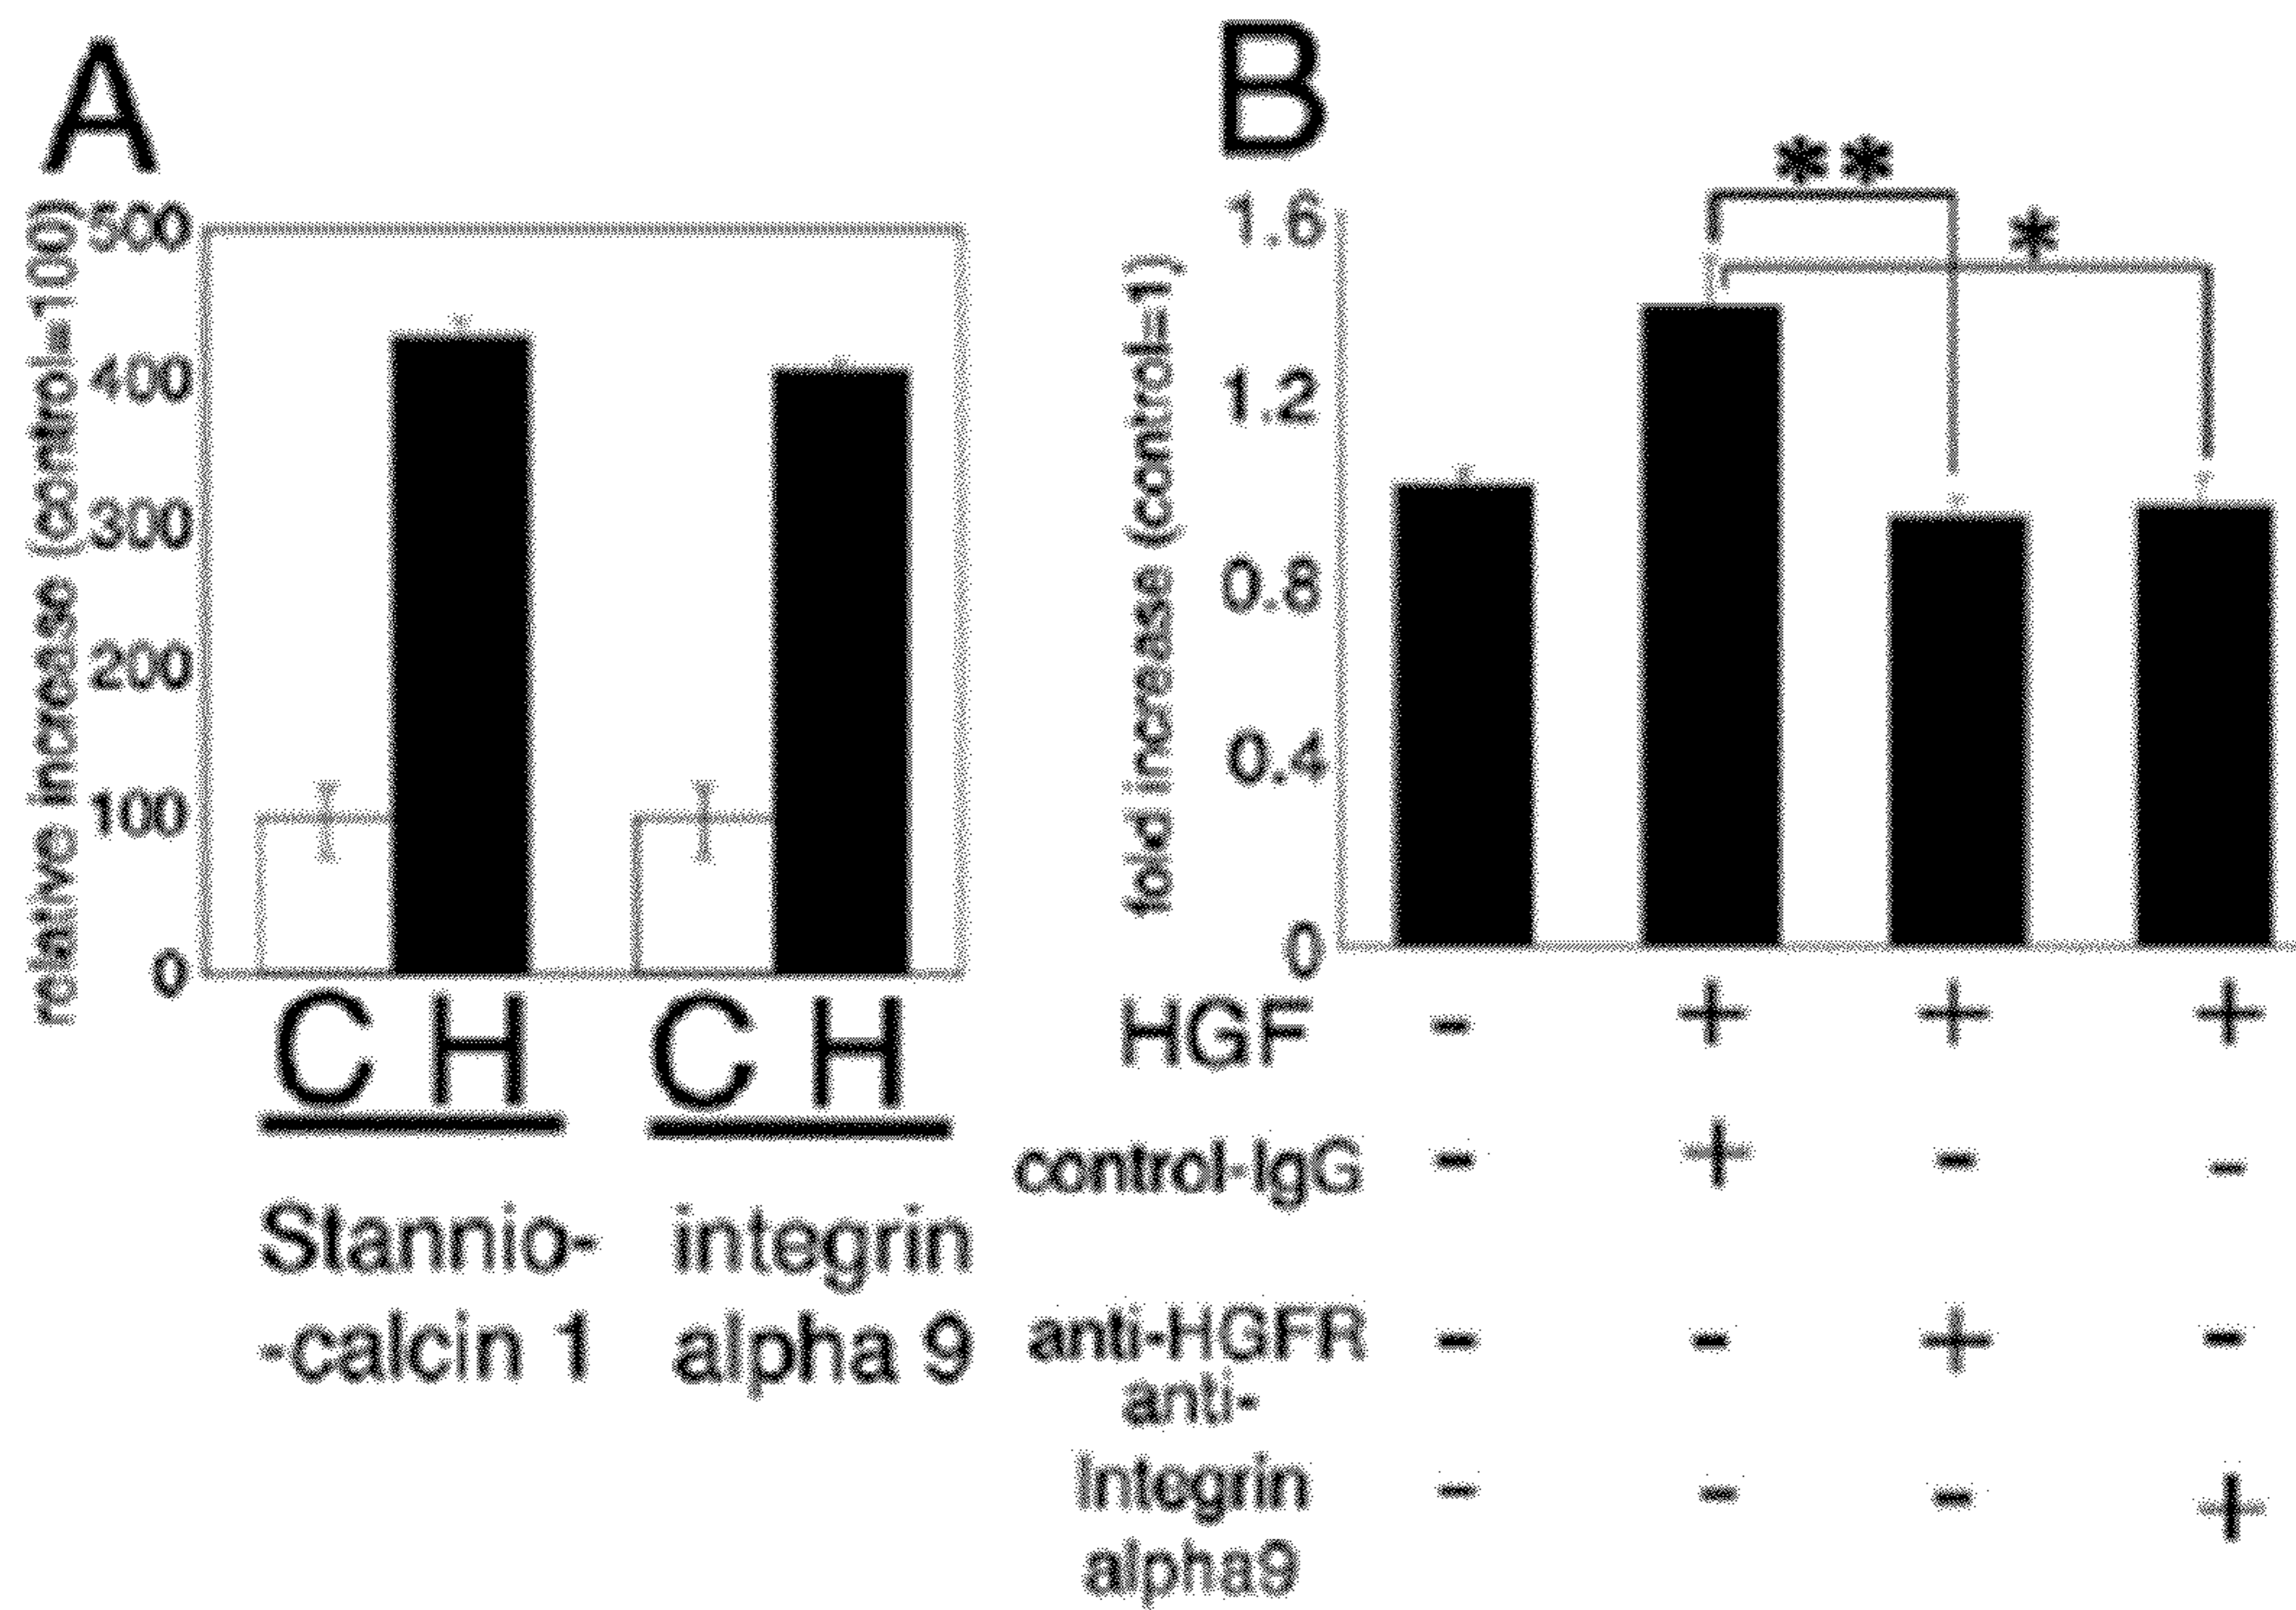 A
relative increase (control=100)
500
400
300
200
100
0
C H C H
Stannio-
-calcin 1
integrin
alpha 9
B
fold increase (control=1)
1.6
1.2
0.8
0.4
0
**
*
HGF - + + +
control-IgG - + - -
anti-HGFR - - + -
anti-
Integrin - - - +
alpha9